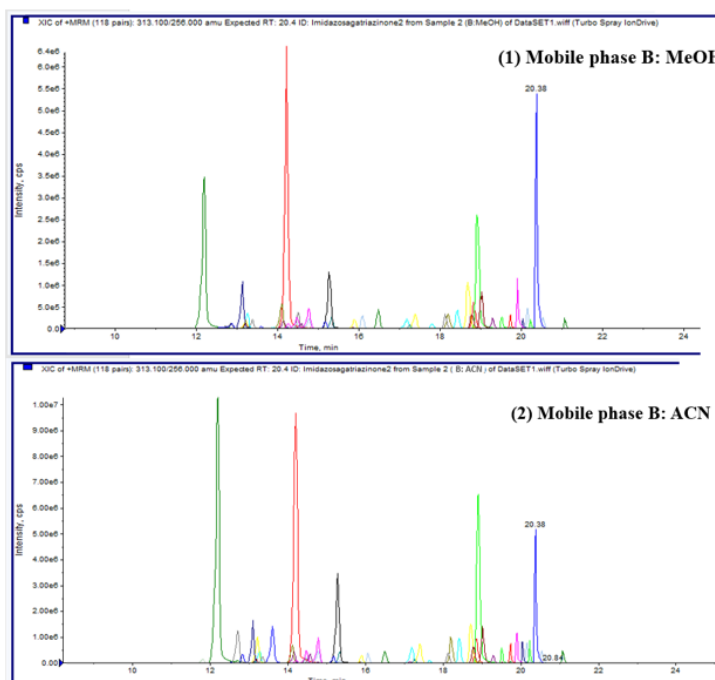 XIC of +MRM (118 pairs): 313.100/256.000 amu Expected RT: 20.4 ID: Imidazosagatriazinone2 from Sample 2 (B:MeOH) of DataSET1.wiff (Turbo Spray IonDrive)
(1) Mobile phase B: MeOH
20.38
6.4e6
6.0e6
5.5e6
5.0e6
4.5e6
4.0e6
3.5e6
3.0e6
2.5e6
2.0e6
1.5e6
1.0e6
5.0e5
0.0
Intensity, cps
10 12 14 16 18 20 22 24
Time, min
XIC of +MRM (118 pairs): 313.100/256.000 amu Expected RT: 20.4 ID: Imidazosagatriazinone2 from Sample 2 ( B: ACN ) of DataSET1.wiff (Turbo Spray IonDrive)
(2) Mobile phase B: ACN
20.38
20.84
1.00e7
9.00e6
8.00e6
7.00e6
6.00e6
5.00e6
4.00e6
3.00e6
2.00e6
1.00e6
0.00
Intensity, cps
12 14 16 18 20 22 24
Time, min